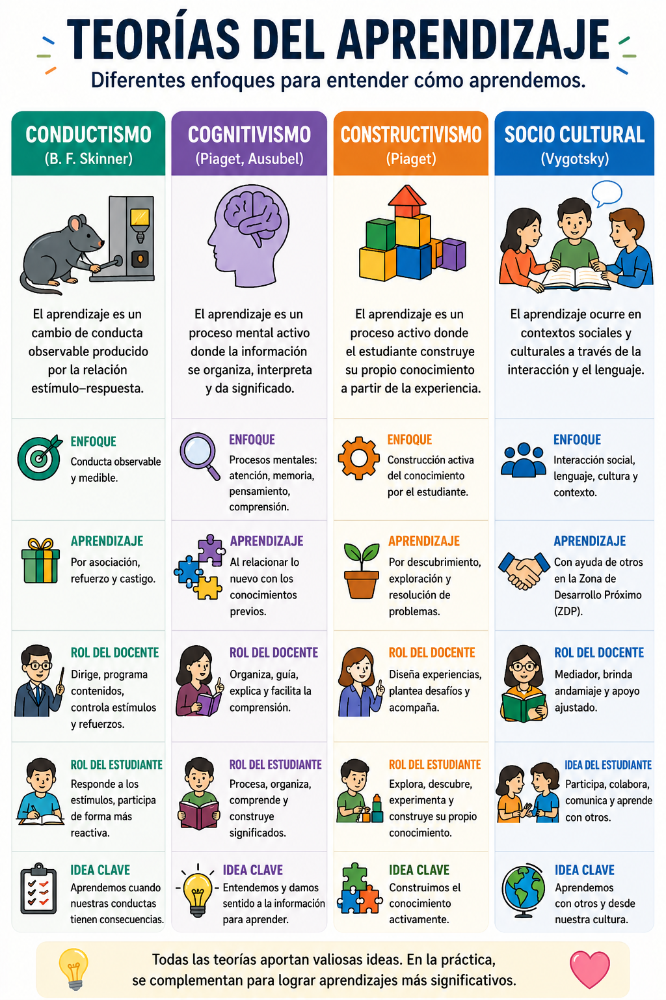 TEORÍAS DEL APRENDIZAJE
Diferentes enfoques para entender cómo aprendemos.
CONDUCTISMO
(B. F. Skinner)
El aprendizaje es un
cambio de conducta
observable producido
por la relación
estímulo–respuesta.
ENFOQUE
Conducta observable
y medible.
APRENDIZAJE
Por asociación,
refuerzo y castigo.
ROL DEL DOCENTE
Dirige, programa
contenidos,
controla estímulos
y refuerzos.
ROL DEL ESTUDIANTE
Responde a los
estímulos, participa
de forma más
reactiva.
IDEA CLAVE
Aprendemos cuando
nuestras conductas
tienen consecuencias.
COGNITIVISMO
(Piaget, Ausubel)
El aprendizaje es un
proceso mental activo
donde la información
se organiza, interpreta
y da significado.
ENFOQUE
Procesos mentales:
atención, memoria,
pensamiento,
comprensión.
APRENDIZAJE
Al relacionar lo
nuevo con los
conocimientos
previos.
ROL DEL DOCENTE
Organiza, guía,
explica y facilita la
comprensión.
ROL DEL ESTUDIANTE
Procesa, organiza,
comprende y
construye
significados.
IDEA CLAVE
Entendemos y damos
sentido a la información
para aprender.
CONSTRUCTIVISMO
(Piaget)
El aprendizaje es un
proceso activo donde
el estudiante construye
su propio conocimiento
a partir de la experiencia.
ENFOQUE
Construcción activa
del conocimiento
por el estudiante.
APRENDIZAJE
Por descubrimiento,
exploración y
resolución de
problemas.
ROL DEL DOCENTE
Diseña experiencias,
plantea desafíos y
acompaña.
ROL DEL ESTUDIANTE
Explora, descubre,
experimenta y
construye su propio
conocimiento.
IDEA CLAVE
Construimos el
conocimiento
activamente.
SOCIO CULTURAL
(Vygotsky)
El aprendizaje ocurre en
contextos sociales y
culturales a través de la
interacción y el lenguaje.
ENFOQUE
Interacción social,
lenguaje, cultura y
contexto.
APRENDIZAJE
Con ayuda de otros
en la Zona de
Desarrollo Próximo
(ZDP).
ROL DEL DOCENTE
Mediador, brinda
andamiaje y apoyo
ajustado.
IDEA DEL ESTUDIANTE
Participa, colabora,
comunica y aprende
con otros.
IDEA CLAVE
Aprendemos
con otros y desde
nuestra cultura.
Todas las teorías aportan valiosas ideas. En la práctica,
se complementan para lograr aprendizajes más significativos.